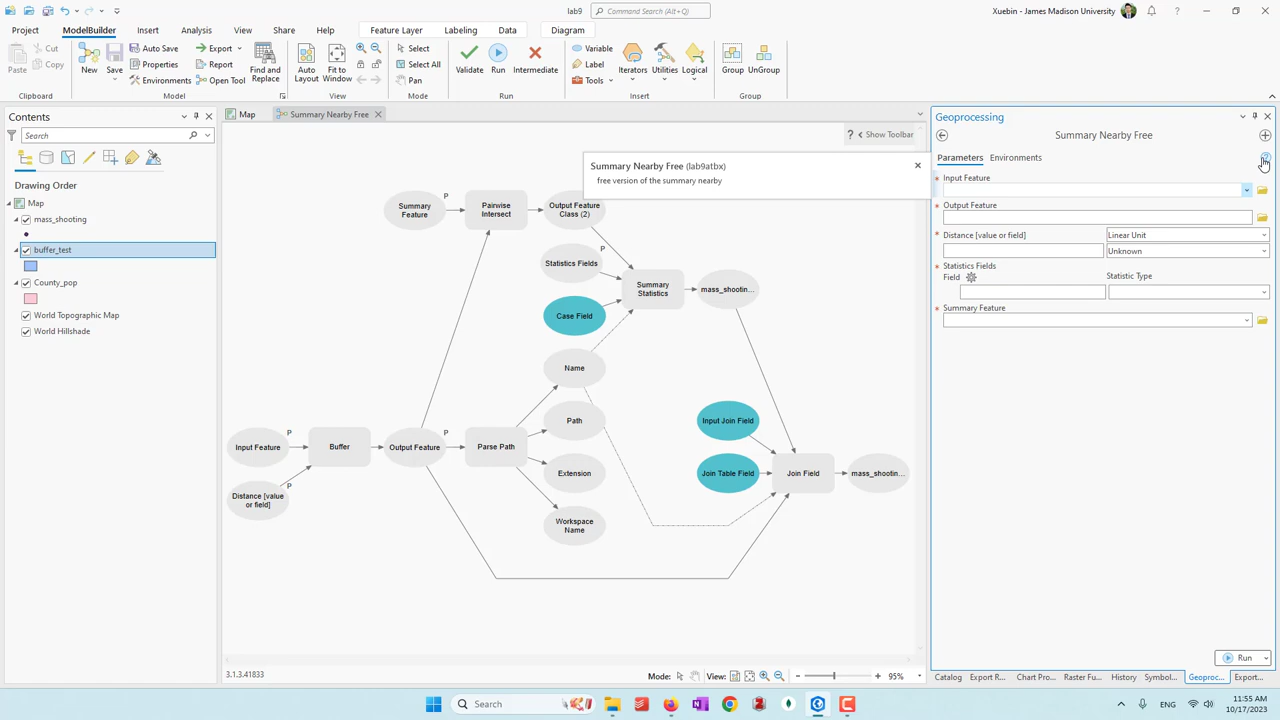 lab9
Command Search (Alt+Q)
Xuebin - James Madison University
Project
ModelBuilder
Insert
Analysis
View
Share
Help
Feature Layer
Labeling
Data
Diagram
Paste
Cut
Copy
Clipboard
New
Save
Auto Save
Properties
Environments
Export
Report
Open Tool
Find and
Replace
Model
Auto
Layout
Fit to
Window
View
Select
Select All
Pan
Mode
Validate
Run
Intermediate
Run
Variable
Label
Tools
Iterators
Utilities
Logical
Insert
Group
UnGroup
Group
Contents
Search
Drawing Order
Map
mass_shooting
buffer_test
County_pop
World Topographic Map
World Hillshade
Map
Summary Nearby Free
? Show Toolbar
Summary Nearby Free (lab9atbx)
free version of the summary nearby
Summary
Feature
P
Pairwise
Intersect
Output Feature
Class (2)
Statistics Fields
P
Summary
Statistics
mass_shootin...
Case Field
Name
Path
Extension
Workspace
Name
Input Feature
P
Buffer
Output Feature
P
Parse Path
Distance [value
or field]
P
Input Join Field
Join Table Field
Join Field
mass_shootin...
3.1.3.41833
Mode:
View:
95%
Geoprocessing
Summary Nearby Free
Parameters
Environments
Input Feature
Output Feature
Distance [value or field]
Linear Unit
Unknown
Statistics Fields
Field
Statistic Type
Summary Feature
Run
Catalog
Export R...
Chart Pro...
Raster Fu...
History
Symbol...
Geoproc...
Export...
Search
ENG
11:55 AM
10/17/2023